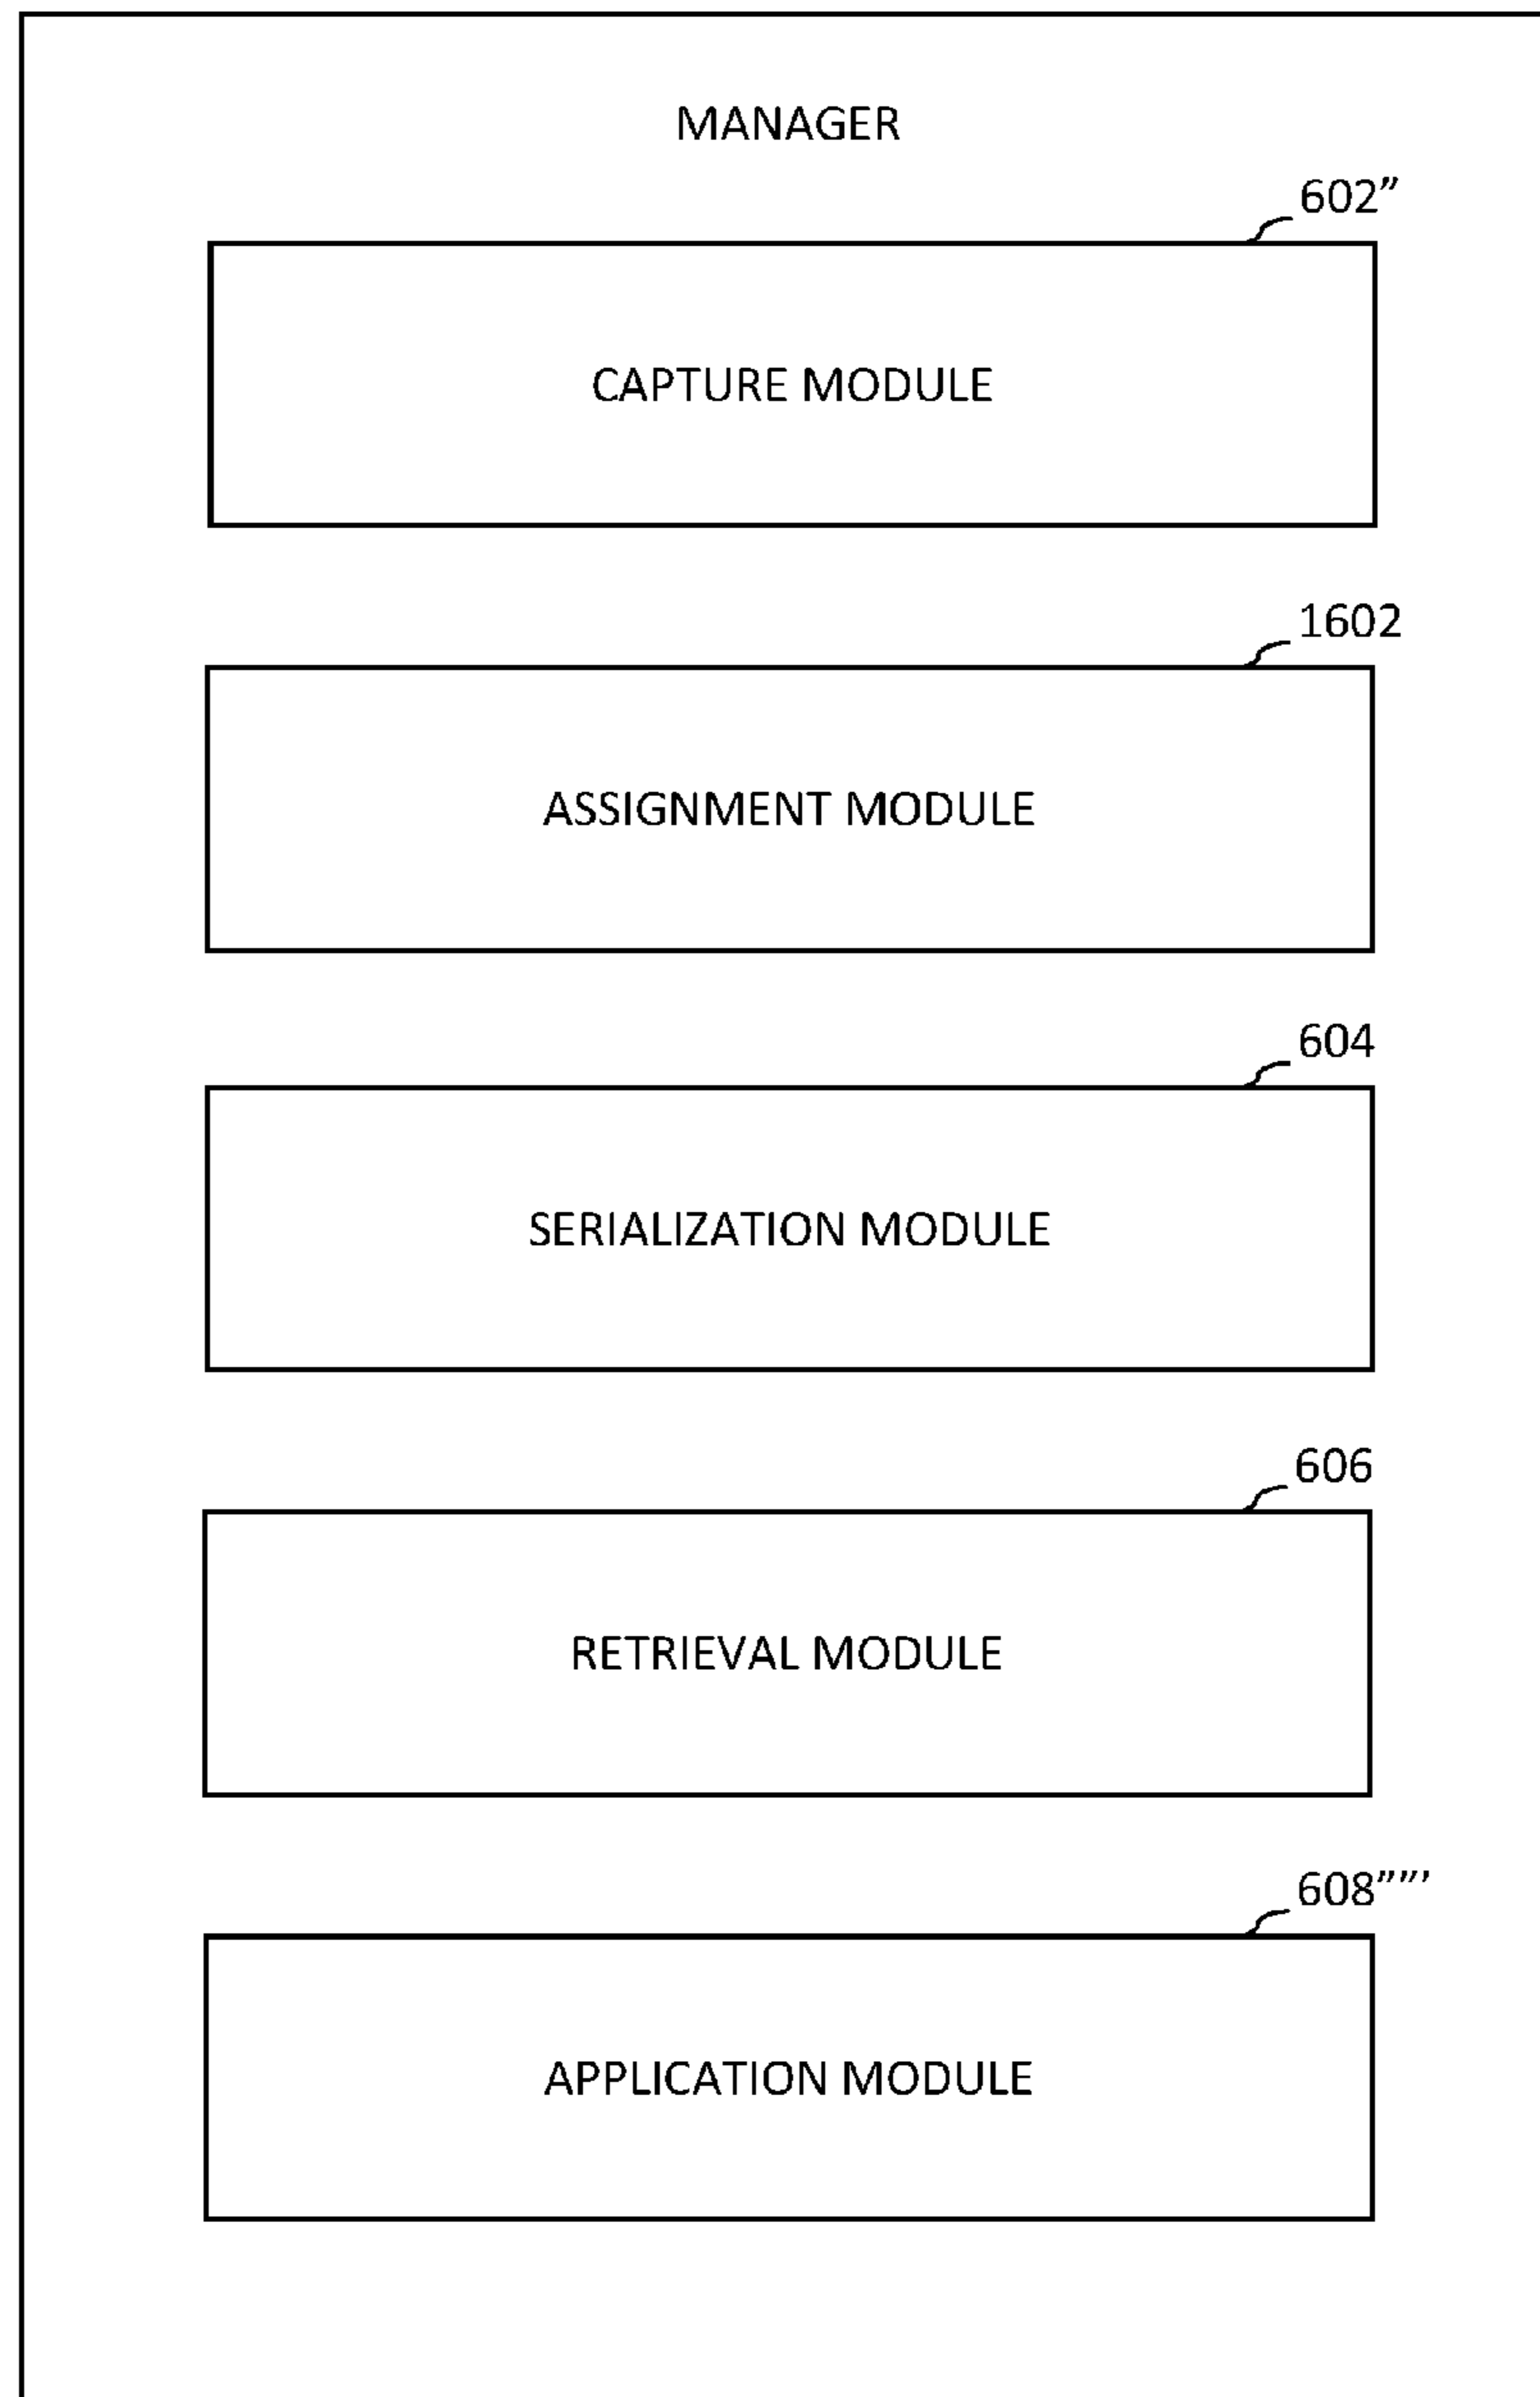 MANAGER
602”
CAPTURE MODULE
1602
ASSIGNMENT MODULE
604
SERIALIZATION MODULE
606
RETRIEVAL MODULE
608””’
APPLICATION MODULE